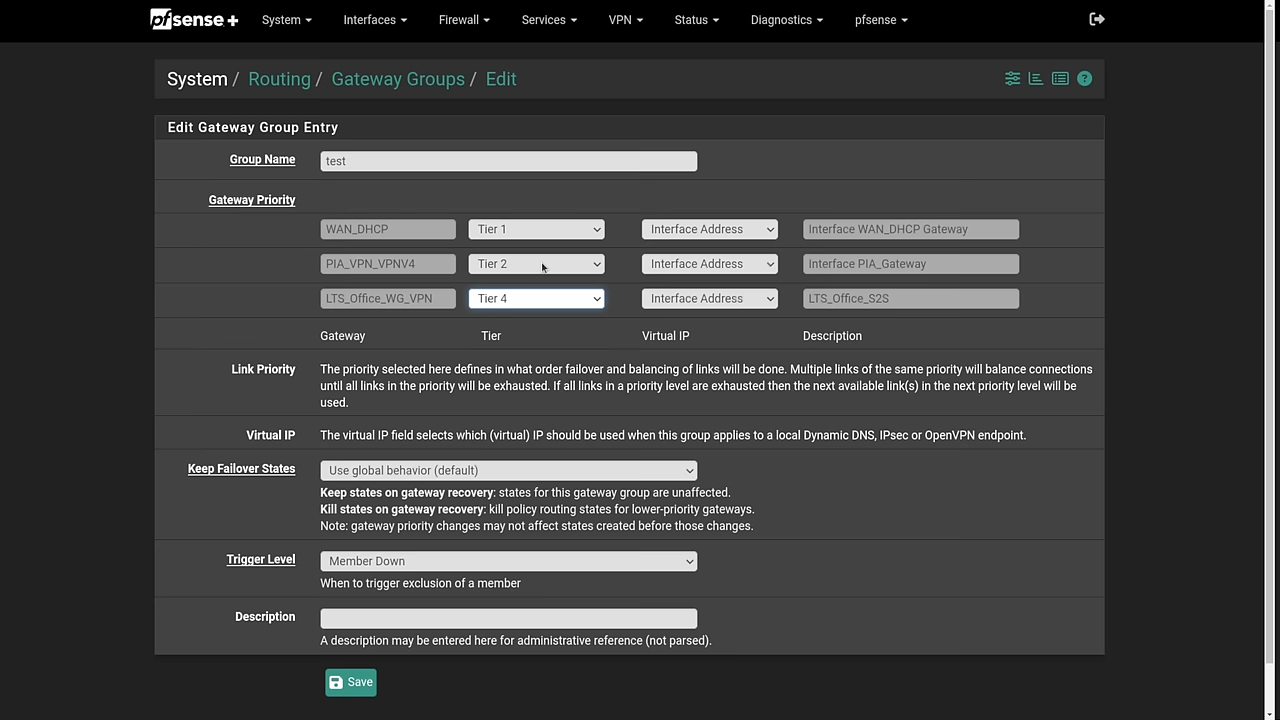 pfsense +
System Interfaces Firewall Services VPN Status Diagnostics pfsense
System / Routing / Gateway Groups / Edit
Edit Gateway Group Entry
Group Name test
Gateway Priority
WAN_DHCP Tier 1 Interface Address Interface WAN_DHCP Gateway
PIA_VPN_VPNV4 Tier 2 Interface Address Interface PIA_Gateway
LTS_Office_WG_VPN Tier 4 Interface Address LTS_Office_S2S
Gateway Tier Virtual IP Description
Link Priority The priority selected here defines in what order failover and balancing of links will be done. Multiple links of the same priority will balance connections
until all links in the priority will be exhausted. If all links in a priority level are exhausted then the next available link(s) in the next priority level will be
used.
Virtual IP The virtual IP field selects which (virtual) IP should be used when this group applies to a local Dynamic DNS, IPsec or OpenVPN endpoint.
Keep Failover States Use global behavior (default)
Keep states on gateway recovery: states for this gateway group are unaffected.
Kill states on gateway recovery: kill policy routing states for lower-priority gateways.
Note: gateway priority changes may not affect states created before those changes.
Trigger Level Member Down
When to trigger exclusion of a member
Description
A description may be entered here for administrative reference (not parsed).
Save